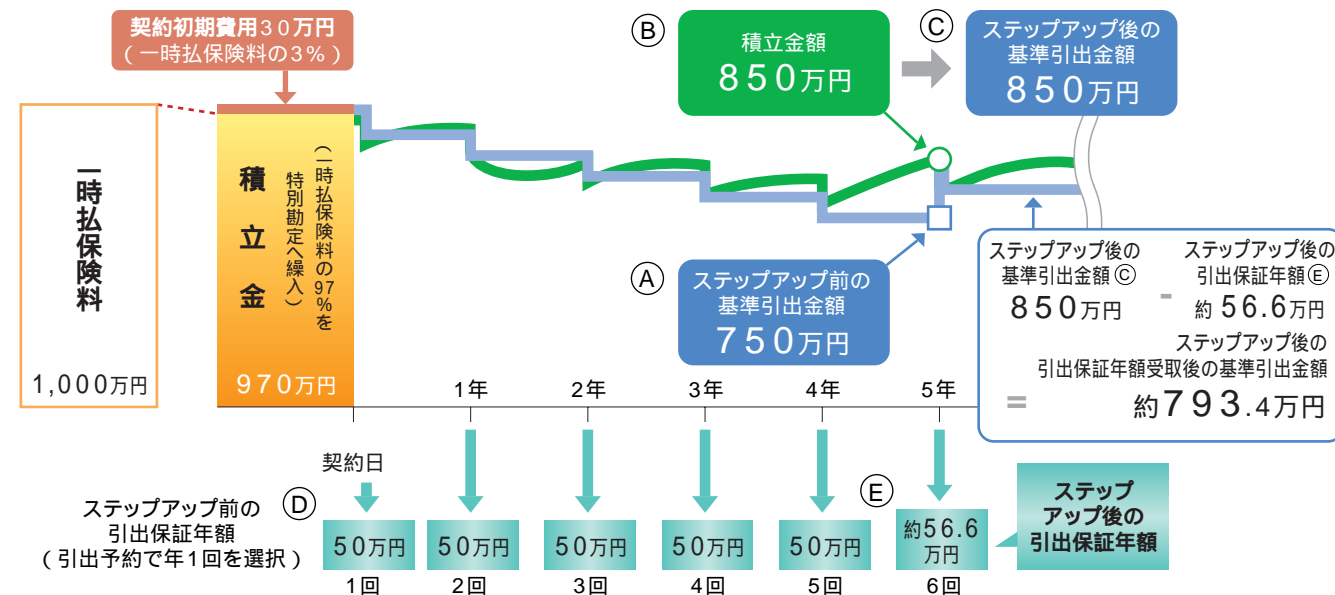 契約初期費用30万円
(一時払保険料の3%)
一時払保険料
1,000万円
積立金
(一時払保険料の97%を
特別勘定へ繰入)
970万円
B
積立金額
850万円
C
ステップアップ後の
基準引出金額
850万円
A
ステップアップ前の
基準引出金額
750万円
ステップアップ後の
基準引出金額C
850万円
-
ステップアップ後の
引出保証年額E
約56.6万円
ステップアップ後の
引出保証年額受取後の基準引出金額
=
約793.4万円
1年
2年
3年
4年
5年
契約日
ステップアップ前の
引出保証年額
(引出予約で年1回を選択)
D
50万円
50万円
50万円
50万円
50万円
E
約56.6
万円
ステップ
アップ後の
引出保証年額
1回
2回
3回
4回
5回
6回